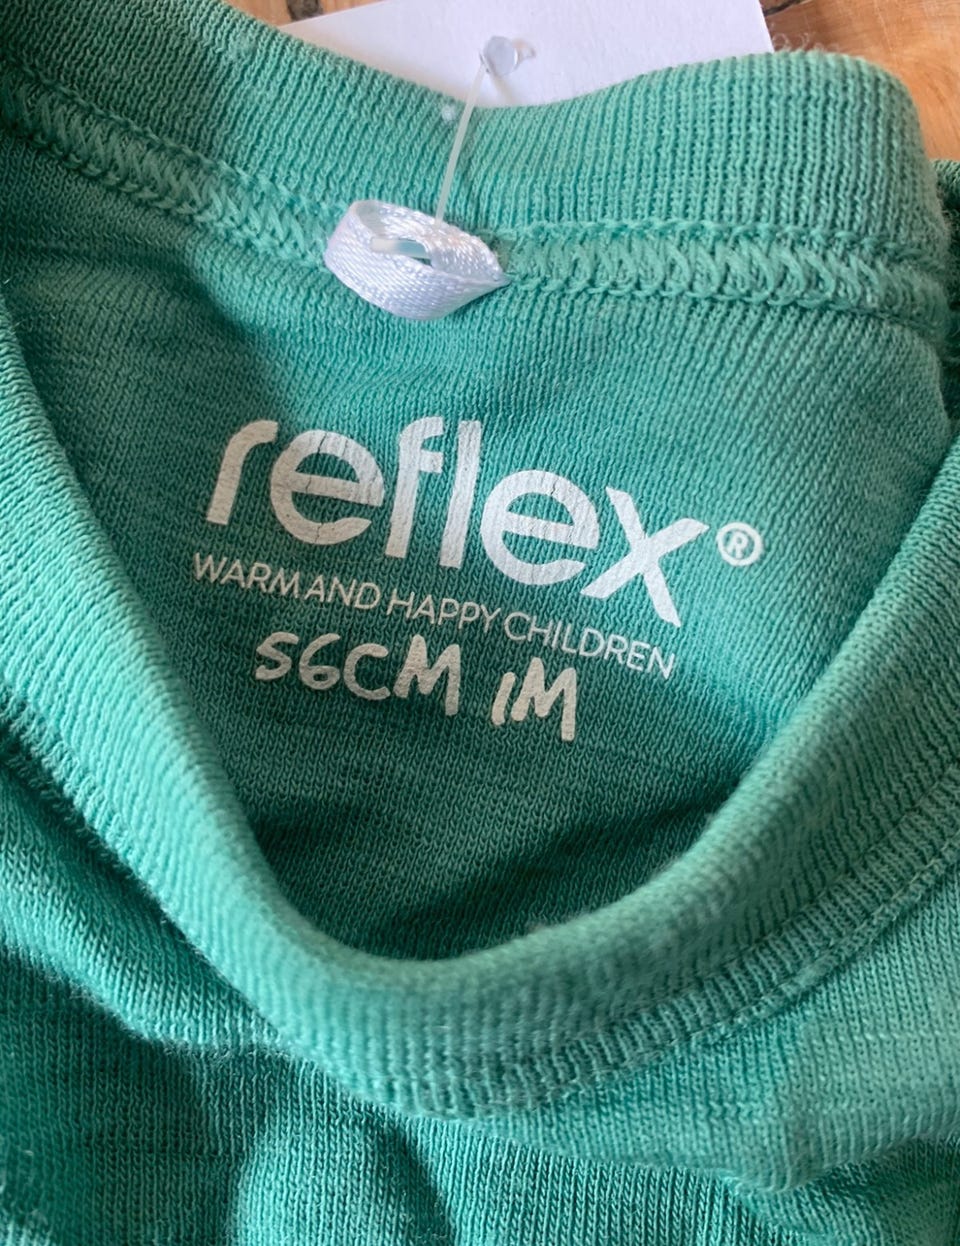 reflex®
WARM AND HAPPY CHILDREN
56CM 1M